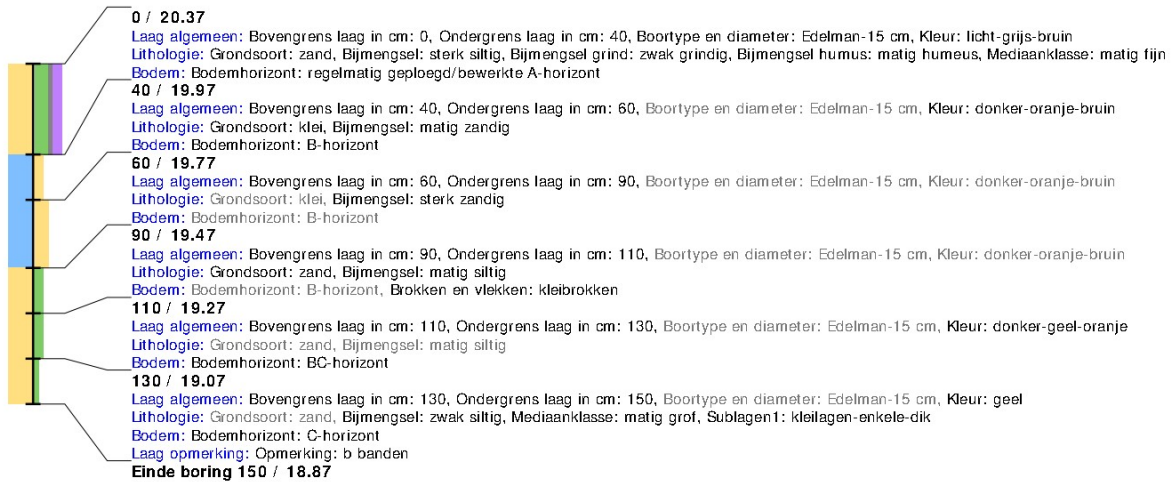 0 / 20.37
Laag algemeen: Bovengrens laag in cm: 0, Ondergrens laag in cm: 40, Boortype en diameter: Edelman-15 cm, Kleur: licht-grijs-bruin
Lithologie: Grondsoort: zand, Bijmengsel: sterk siltig, Bijmengsel grind: zwak grindig, Bijmengsel humus: matig humeus, Mediaanklasse: matig fijn
Bodem: Bodemhorizont: regelmatig geploegd/bewerkte A-horizont
40 / 19.97
Laag algemeen: Bovengrens laag in cm: 40, Ondergrens laag in cm: 60, Boortype en diameter: Edelman-15 cm, Kleur: donker-oranje-bruin
Lithologie: Grondsoort: klei, Bijmengsel: matig zandig
Bodem: Bodemhorizont: B-horizont
60 / 19.77
Laag algemeen: Bovengrens laag in cm: 60, Ondergrens laag in cm: 90, Boortype en diameter: Edelman-15 cm, Kleur: donker-oranje-bruin
Lithologie: Grondsoort: klei, Bijmengsel: sterk zandig
Bodem: Bodemhorizont: B-horizont
90 / 19.47
Laag algemeen: Bovengrens laag in cm: 90, Ondergrens laag in cm: 110, Boortype en diameter: Edelman-15 cm, Kleur: donker-oranje-bruin
Lithologie: Grondsoort: zand, Bijmengsel: matig siltig
Bodem: Bodemhorizont: B-horizont, Brokken en vlekken: kleibrokken
110 / 19.27
Laag algemeen: Bovengrens laag in cm: 110, Ondergrens laag in cm: 130, Boortype en diameter: Edelman-15 cm, Kleur: donker-geel-oranje
Lithologie: Grondsoort: zand, Bijmengsel: matig siltig
Bodem: Bodemhorizont: BC-horizont
130 / 19.07
Laag algemeen: Bovengrens laag in cm: 130, Ondergrens laag in cm: 150, Boortype en diameter: Edelman-15 cm, Kleur: geel
Lithologie: Grondsoort: zand, Bijmengsel: zwak siltig, Mediaanklasse: matig grof, Sublagen1: kleilagen-enkele-dik
Bodem: Bodemhorizont: C-horizont
Laag opmerking: Opmerking: b banden
Einde boring 150 / 18.87